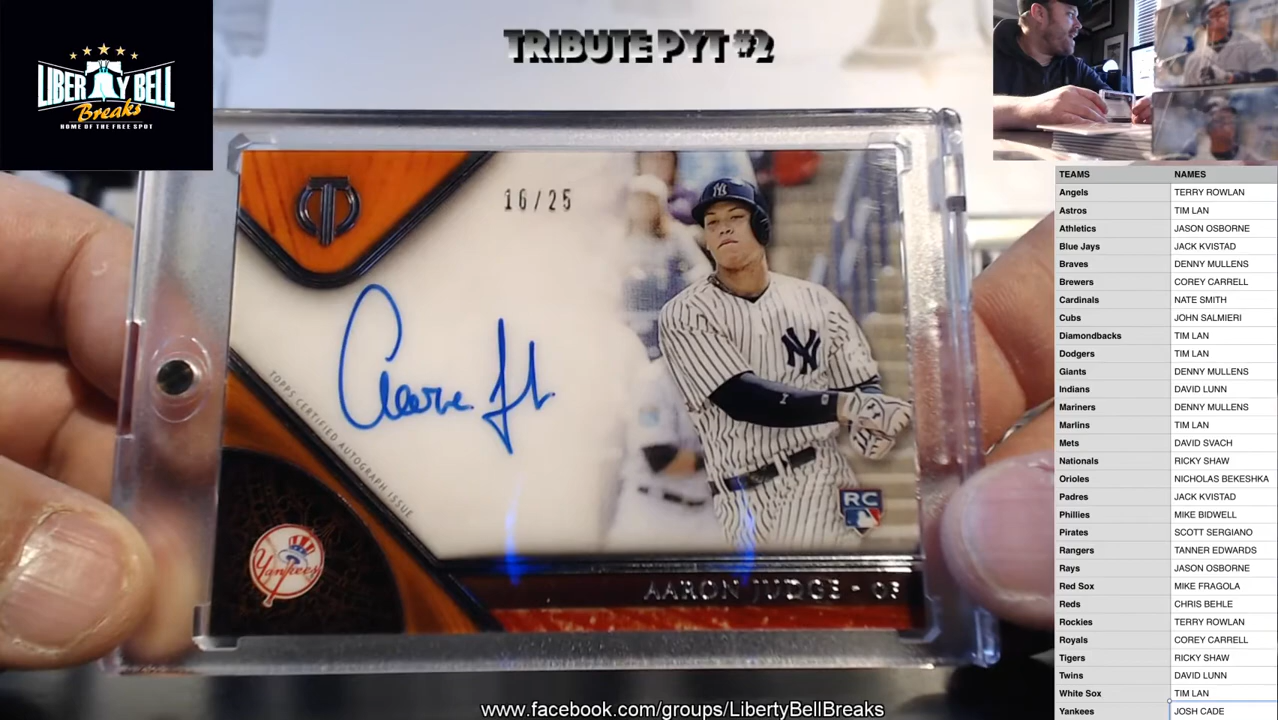 LIBERTY BELL
Breaks
HOME OF THE FREE SPOT
TRIBUTE PYT #2
16/25
Aaron J
TOPPS CERTIFIED AUTOGRAPH ISSUE
NY
NY
RC
Yankees
AARON JUDGE - OF
www.facebook.com/groups/LibertyBellBreaks
TEAMS NAMES
Angels TERRY ROWLAN
Astros TIM LAN
Athletics JASON OSBORNE
Blue Jays JACK KVISTAD
Braves DENNY MULLENS
Brewers COREY CARRELL
Cardinals NATE SMITH
Cubs JOHN SALMIERI
Diamondbacks TIM LAN
Dodgers TIM LAN
Giants DENNY MULLENS
Indians DAVID LUNN
Mariners DENNY MULLENS
Marlins TIM LAN
Mets DAVID SVACH
Nationals RICKY SHAW
Orioles NICHOLAS BEKESHKA
Padres JACK KVISTAD
Phillies MIKE BIDWELL
Pirates SCOTT SERGIANO
Rangers TANNER EDWARDS
Rays JASON OSBORNE
Red Sox MIKE FRAGOLA
Reds CHRIS BEHLE
Rockies TERRY ROWLAN
Royals COREY CARRELL
Tigers RICKY SHAW
Twins DAVID LUNN
White Sox TIM LAN
Yankees JOSH CADE